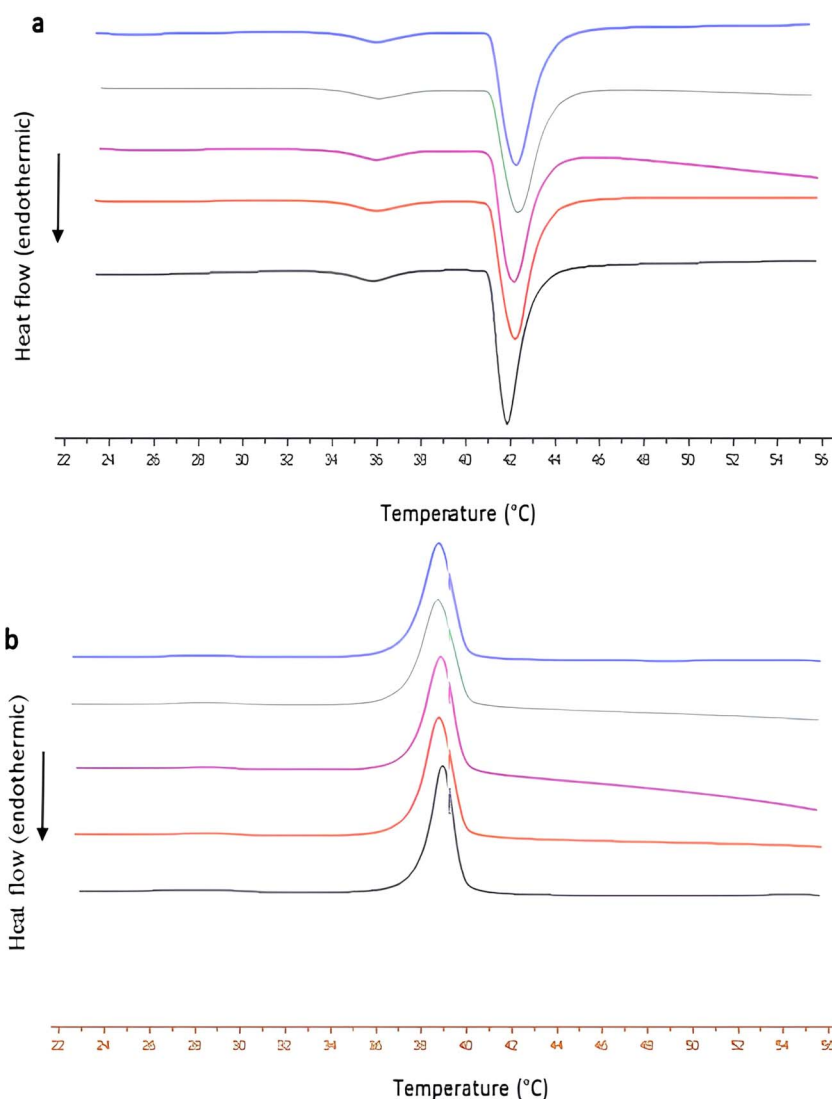 a
Heat flow (endothermic)
22 24 26 28 30 32 34 36 38 40 42 44 46 48 50 52 54 56
Temperature (°C)
b
Heat flow (endothermic)
22 24 26 28 30 32 34 36 38 40 42 44 46 48 50 52 54 56
Temperature (°C)